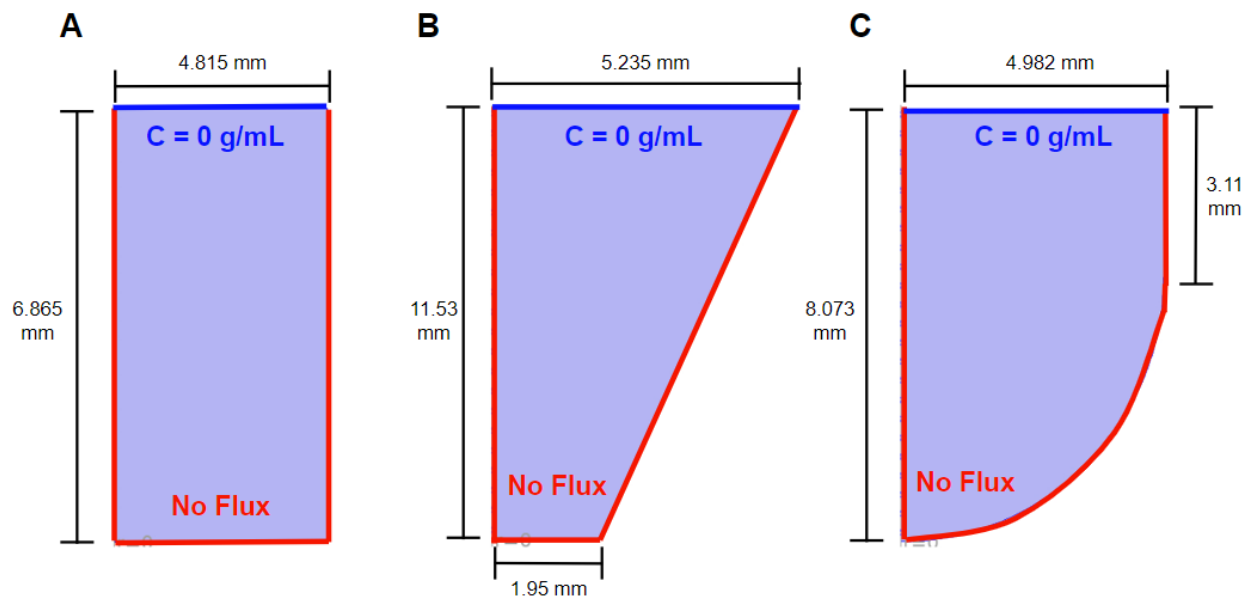 A
B
C
4.815 mm
5.235 mm
4.982 mm
C = 0 g/mL
C = 0 g/mL
C = 0 g/mL
3.11
mm
6.865
mm
11.53
mm
8.073
mm
No Flux
No Flux
No Flux
1.95 mm